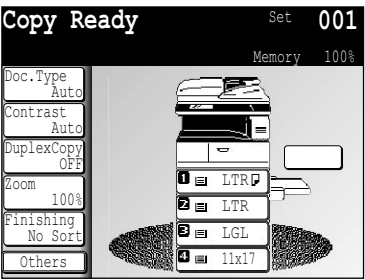 Copy Ready Set 001
Memory 100%
Doc.Type
Auto
Contrast
Auto
DuplexCopy
OFF
Zoom
100%
Finishing
No Sort
Others
1 LTR
2 LTR
3 LGL
4 11x17